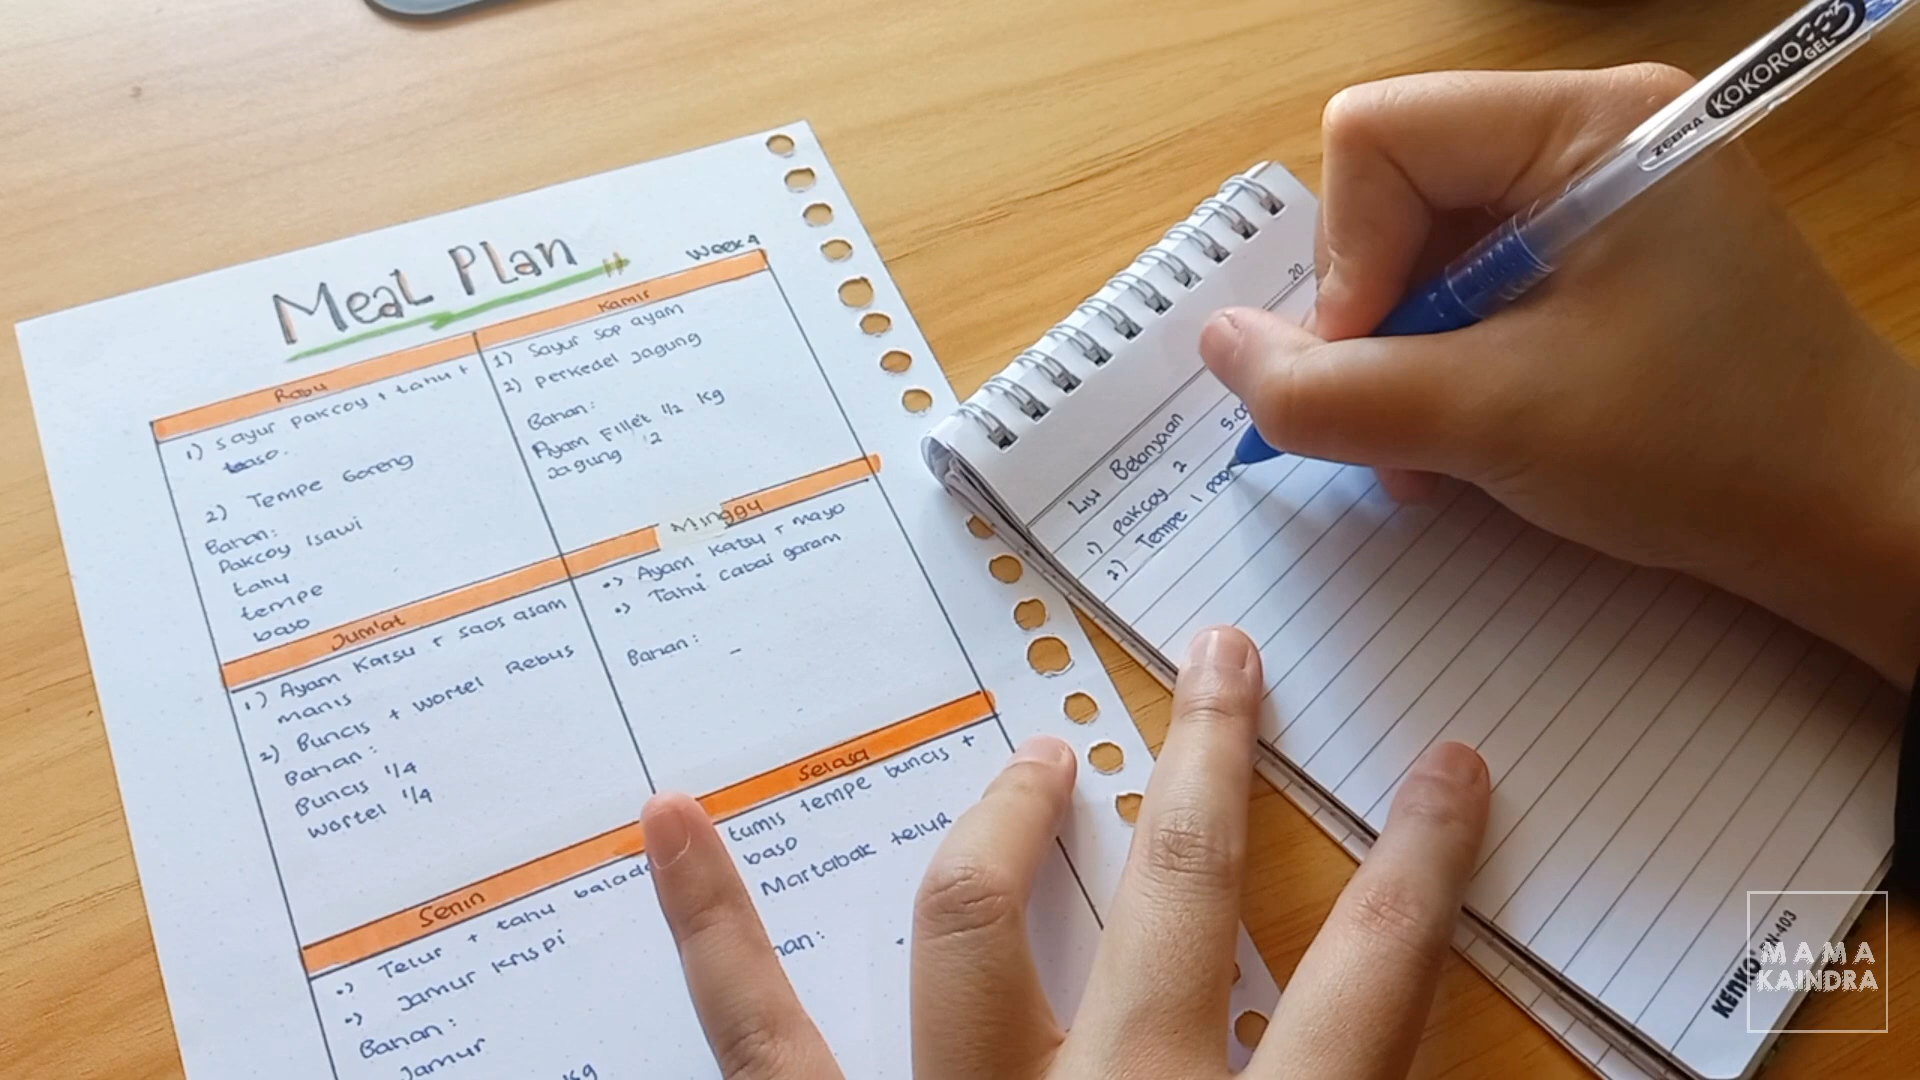 Meal Plan
Week 4
Rabu
1) Sayur pakcoy + tahu +
baso.
2) Tempe Goreng
Bahan:
Pakcoy 1 sawi
tahu
tempe
baso
Kamis
1) Sayur sop ayam
2) perkedel Jagung
Bahan:
Ayam Fillet 1/2 kg
Jagung 2
Jum'at
1) Ayam Katsu + saos asam
manis
2) Buncis + wortel Rebus
Bahan:
Buncis 1/4
Wortel 1/4
Minggu
•) Ayam Katsu + mayo
•) Tahu cabai garam
Bahan:
-
Senin
•) Telur + tahu
•) Jamur Krispi
Bahan:
Jamur
kg
Selasa
tumis tempe buncis +
baso
Martabak telur
20
List Belanjaan
1) Pakcoy 2
2) Tempe 1
ZEBRA KOKORO GEL
KENKO
MAMA
KAINDRA